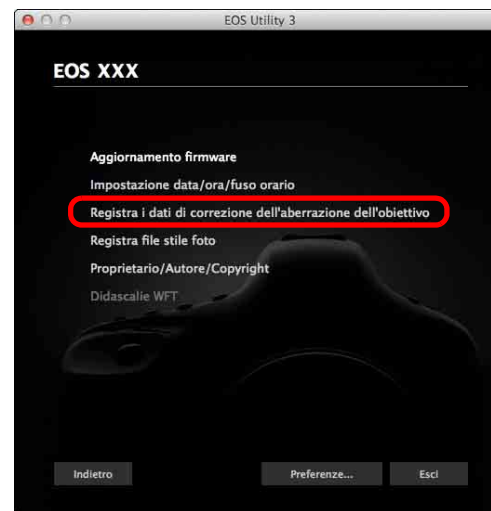 EOS Utility 3
EOS XXX
Aggiornamento firmware
Impostazione data/ora/fuso orario
Registra i dati di correzione dell'aberrazione dell'obiettivo
Registra file stile foto
Proprietario/Autore/Copyright
Didascalie WFT
Indietro Preferenze... Esci